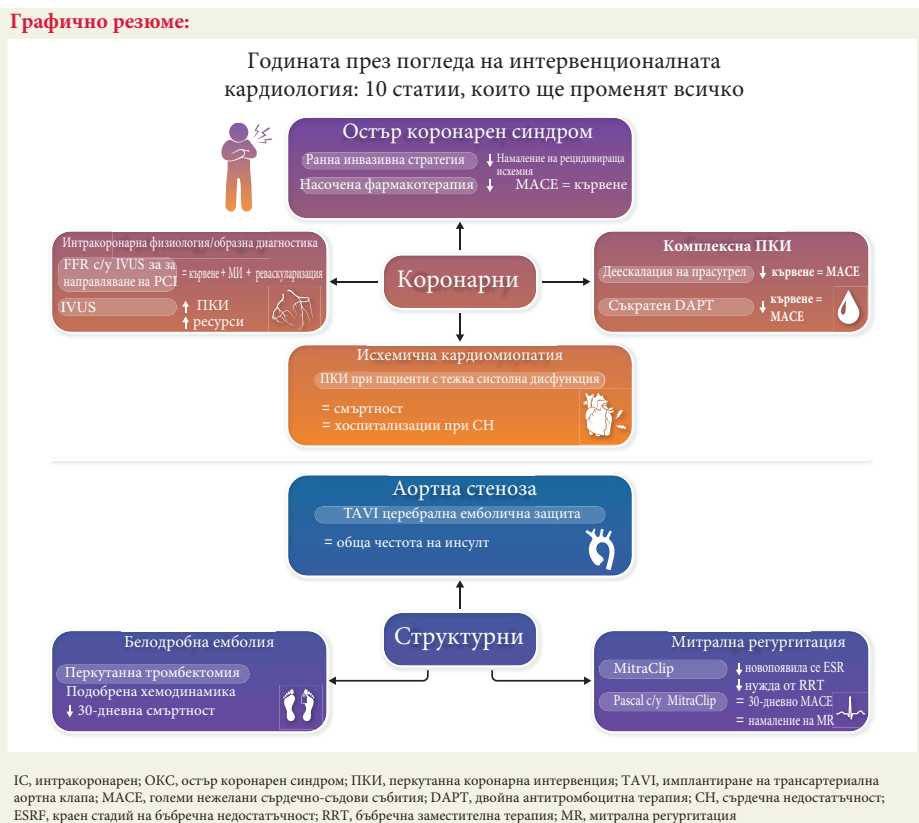 Графично резюме:
Годината през погледа на интервенционалната
кардиология: 10 статии, които ще променят всичко
Остър коронарен синдром
Ранна инвазивна стратегия ↓ Намаление на рецидивираща
исхемия
Насочена фармакотерапия ↓ MACE = кървене
Интракоронарна физиология/образна диагностика
FFR с/у IVUS за за
направляване на PCI = кървене + МИ + реваскуларизация
IVUS ↑ ПКИ
↑ ресурси
Коронарни
Комплексна ПКИ
Деескалация на прасугрел ↓ кървене = MACE
Съкратен DAPT ↓ кървене =
MACE
Исхемична кардиомиопатия
ПКИ при пациенти с тежка систолна дисфункция
= смъртност
= хоспитализации при СН
Аортна стеноза
TAVI церебрална емболична защита
= обща честота на инсулт
Структурни
Белодробна емболия
Перкутанна тромбектомия
Подобрена хемодинамика
↓ 30-дневна смъртност
Митрална регургитация
MitraClip ↓ новопоявила се ESR
↓ нужда от RRT
Pascal с/у MitraClip = 30-дневно MACE
= намаление на MR
IC, интракоронарен; ОКС, остър коронарен синдром; ПКИ, перкутанна коронарна интервенция; TAVI, имплантиране на трансартериална
аортна клапа; MACE, големи нежелани сърдечно-съдови събития; DAPT, двойна антитромбоцитна терапия; СН, сърдечна недостатъчност;
ESRF, краен стадий на бъбречна недостатъчност; RRT, бъбречна заместителна терапия; MR, митрална регургитация